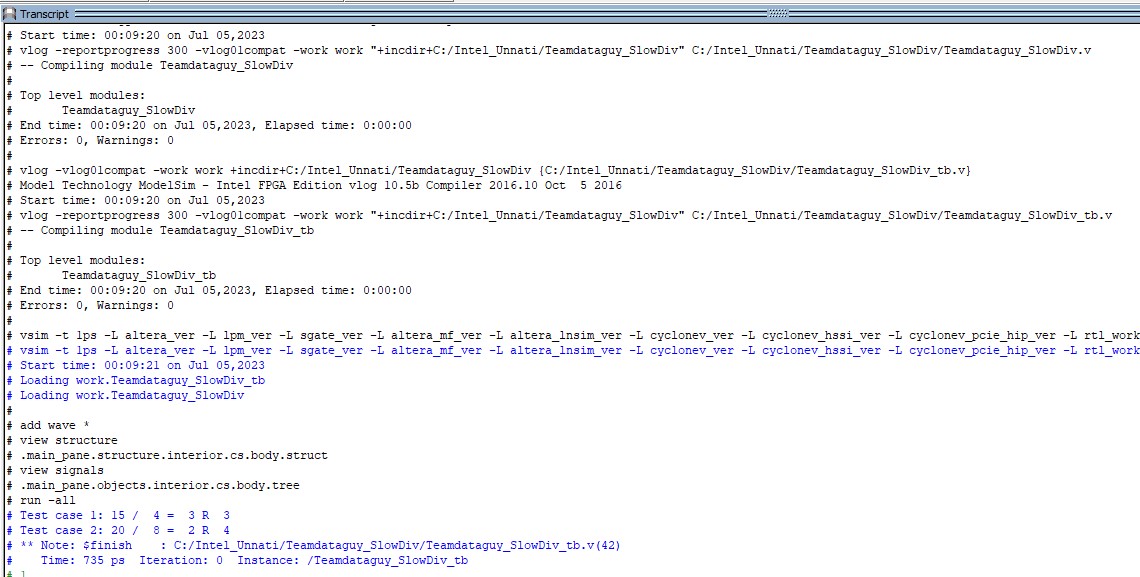 Transcript
# Start time: 00:09:20 on Jul 05,2023
# vlog -reportprogress 300 -vlog01compat -work work "+incdir+C:/Intel_Unnati/Teamdataguy_SlowDiv" C:/Intel_Unnati/Teamdataguy_SlowDiv/Teamdataguy_SlowDiv.v
# -- Compiling module Teamdataguy_SlowDiv
#
# Top level modules:
#       Teamdataguy_SlowDiv
# End time: 00:09:20 on Jul 05,2023, Elapsed time: 0:00:00
# Errors: 0, Warnings: 0
#
# vlog -vlog01compat -work work +incdir+C:/Intel_Unnati/Teamdataguy_SlowDiv {C:/Intel_Unnati/Teamdataguy_SlowDiv/Teamdataguy_SlowDiv_tb.v}
# Model Technology ModelSim - Intel FPGA Edition vlog 10.5b Compiler 2016.10 Oct  5 2016
# Start time: 00:09:20 on Jul 05,2023
# vlog -reportprogress 300 -vlog01compat -work work "+incdir+C:/Intel_Unnati/Teamdataguy_SlowDiv" C:/Intel_Unnati/Teamdataguy_SlowDiv/Teamdataguy_SlowDiv_tb.v
# -- Compiling module Teamdataguy_SlowDiv_tb
#
# Top level modules:
#       Teamdataguy_SlowDiv_tb
# End time: 00:09:20 on Jul 05,2023, Elapsed time: 0:00:00
# Errors: 0, Warnings: 0
#
# vsim -t 1ps -L altera_ver -L lpm_ver -L sgate_ver -L altera_mf_ver -L altera_lnsim_ver -L cyclonev_ver -L cyclonev_hssi_ver -L cyclonev_pcie_hip_ver -L rtl_work
# vsim -t 1ps -L altera_ver -L lpm_ver -L sgate_ver -L altera_mf_ver -L altera_lnsim_ver -L cyclonev_ver -L cyclonev_hssi_ver -L cyclonev_pcie_hip_ver -L rtl_work
# Start time: 00:09:21 on Jul 05,2023
# Loading work.Teamdataguy_SlowDiv_tb
# Loading work.Teamdataguy_SlowDiv
#
# add wave *
# view structure
# .main_pane.structure.interior.cs.body.struct
# view signals
# .main_pane.objects.interior.cs.body.tree
# run -all
# Test case 1: 15 /  4 =  3 R  3
# Test case 2: 20 /  8 =  2 R  4
# ** Note: $finish    : C:/Intel_Unnati/Teamdataguy_SlowDiv/Teamdataguy_SlowDiv_tb.v(42)
#    Time: 735 ps  Iteration: 0  Instance: /Teamdataguy_SlowDiv_tb
# 1